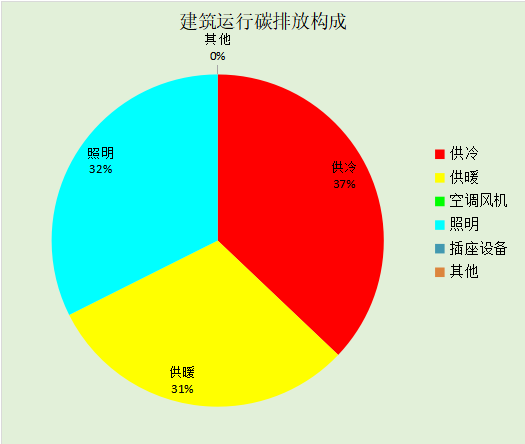 建筑运行碳排放构成
其他
0%
照明
32%
供冷
37%
供暖
31%
供冷
供暖
空调风机
照明
插座设备
其他